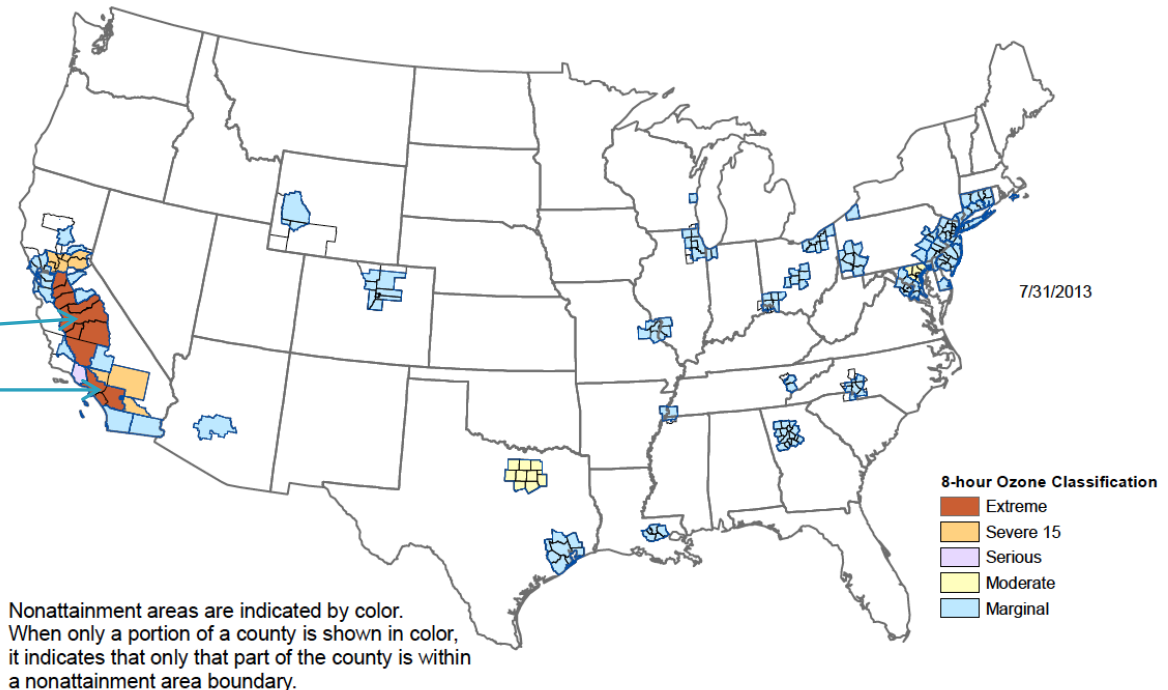 7/31/2013
8-hour Ozone Classification
Extreme
Severe 15
Serious
Moderate
Marginal
Nonattainment areas are indicated by color.
When only a portion of a county is shown in color,
it indicates that only that part of the county is within
a nonattainment area boundary.